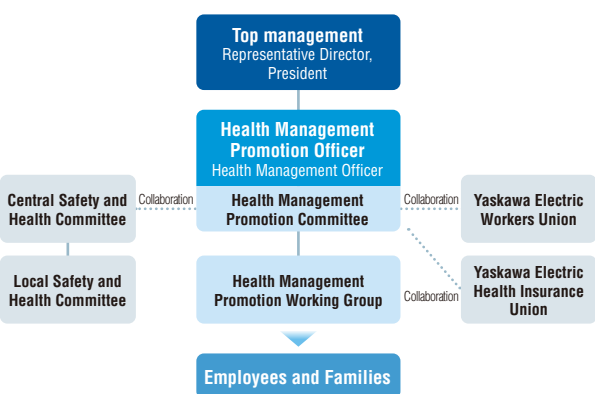 Top management
Representative Director,
President
Health Management
Promotion Officer
Health Management Officer
Central Safety and
Health Committee
Collaboration
Health Management
Promotion Committee
Collaboration
Yaskawa Electric
Workers Union
Local Safety and
Health Committee
Health Management
Promotion Working Group
Collaboration
Yaskawa Electric
Health Insurance
Union
Employees and Families